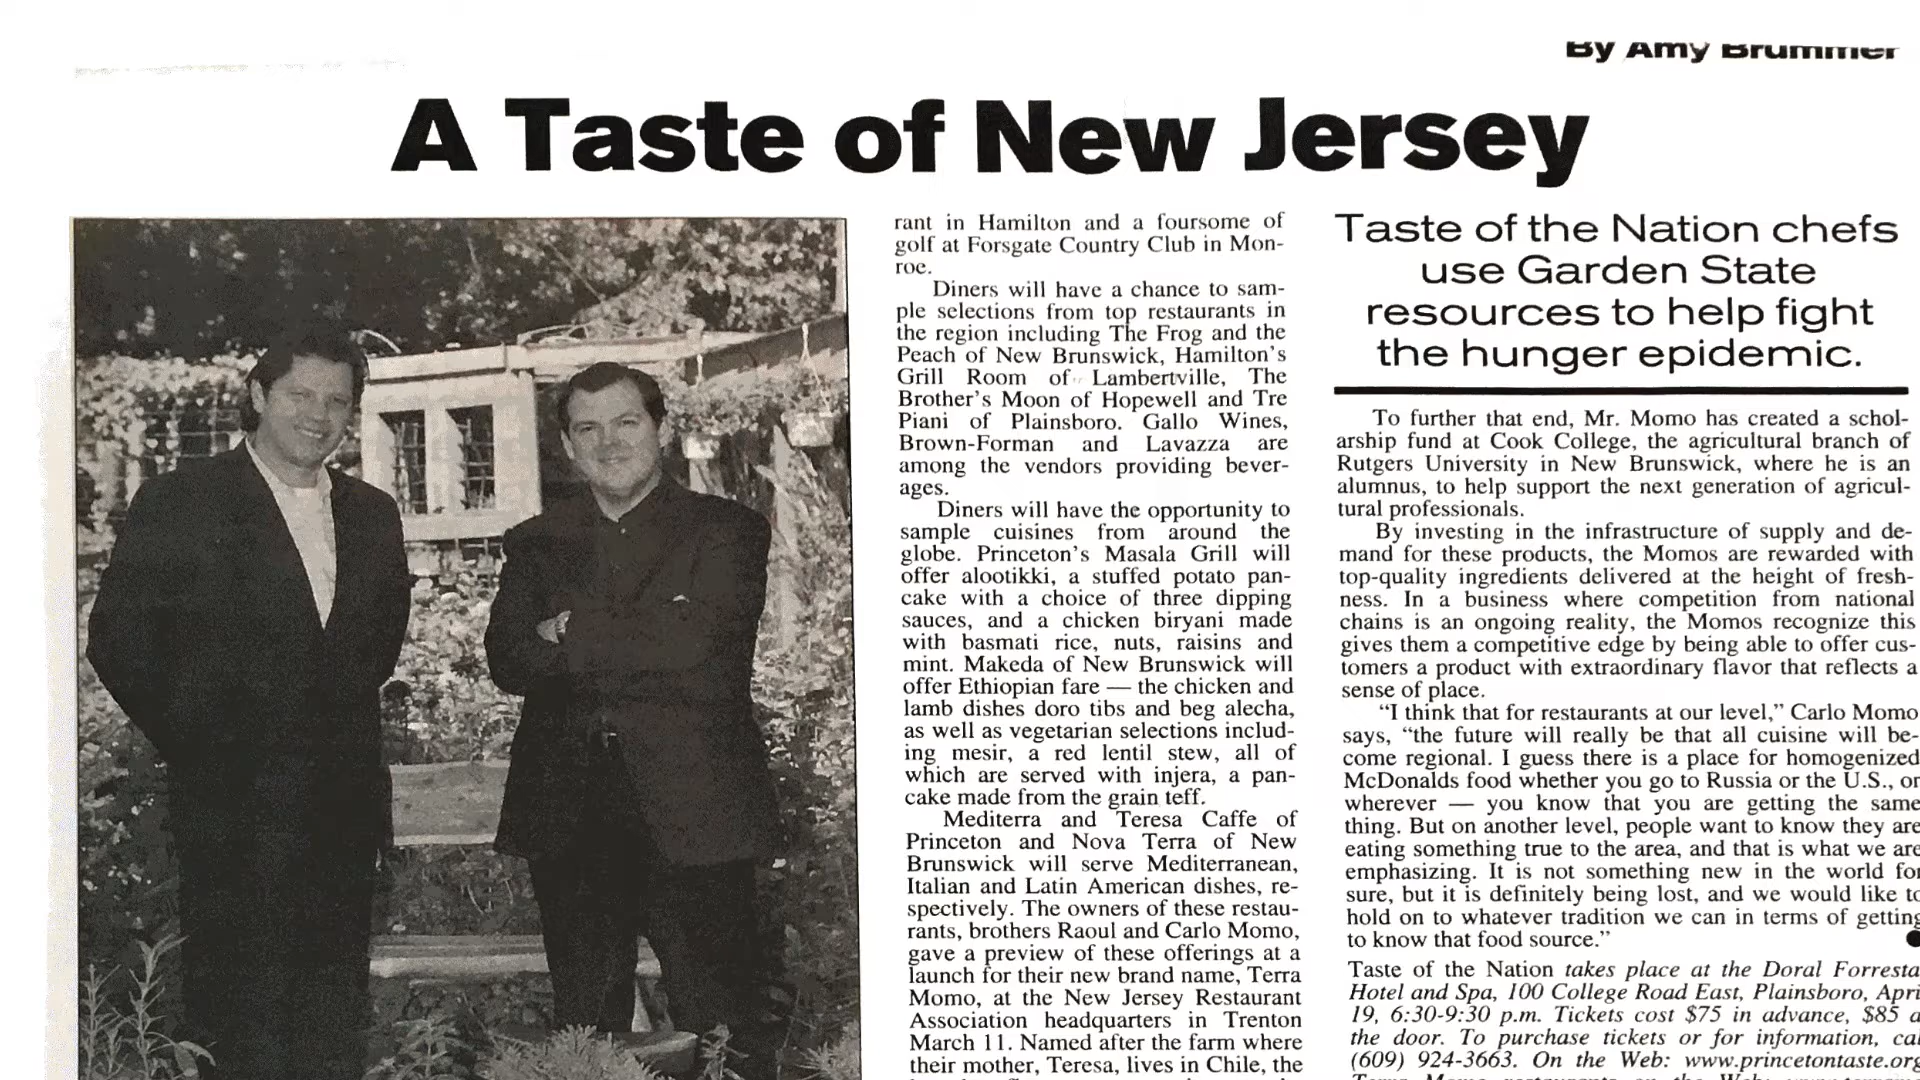 By Amy Brummer
A Taste of New Jersey
rant in Hamilton and a foursome of
golf at Forsgate Country Club in Mon-
roe.
Diners will have a chance to sam-
ple selections from top restaurants in
the region including The Frog and the
Peach of New Brunswick, Hamilton's
Grill Room of Lambertville, The
Brother's Moon of Hopewell and Tre
Piani of Plainsboro. Gallo Wines,
Brown-Forman and Lavazza are
among the vendors providing bever-
ages.
Diners will have the opportunity to
sample cuisines from around the
globe. Princeton's Masala Grill will
offer alootikki, a stuffed potato pan-
cake with a choice of three dipping
sauces, and a chicken biryani made
with basmati rice, nuts, raisins and
mint. Makeda of New Brunswick will
offer Ethiopian fare — the chicken and
lamb dishes doro tibs and beg alecha,
as well as vegetarian selections includ-
ing mesir, a red lentil stew, all of
which are served with injera, a pan-
cake made from the grain teff.
Mediterra and Teresa Caffe of
Princeton and Nova Terra of New
Brunswick will serve Mediterranean,
Italian and Latin American dishes, re-
spectively. The owners of these restau-
rants, brothers Raoul and Carlo Momo,
gave a preview of these offerings at a
launch for their new brand name, Terra
Momo, at the New Jersey Restaurant
Association headquarters in Trenton
March 11. Named after the farm where
their mother, Teresa, lives in Chile, the
Taste of the Nation chefs
use Garden State
resources to help fight
the hunger epidemic.
To further that end, Mr. Momo has created a schol-
arship fund at Cook College, the agricultural branch of
Rutgers University in New Brunswick, where he is an
alumnus, to help support the next generation of agricul-
tural professionals.
By investing in the infrastructure of supply and de-
mand for these products, the Momos are rewarded with
top-quality ingredients delivered at the height of fresh-
ness. In a business where competition from national
chains is an ongoing reality, the Momos recognize this
gives them a competitive edge by being able to offer cus-
tomers a product with extraordinary flavor that reflects a
sense of place.
"I think that for restaurants at our level," Carlo Momo
says, "the future will really be that all cuisine will be-
come regional. I guess there is a place for homogenized
McDonalds food whether you go to Russia or the U.S., or
wherever — you know that you are getting the same
thing. But on another level, people want to know they are
eating something true to the area, and that is what we are
emphasizing. It is not something new in the world for
sure, but it is definitely being lost, and we would like to
hold on to whatever tradition we can in terms of getting
to know that food source."
Taste of the Nation takes place at the Doral Forresta
Hotel and Spa, 100 College Road East, Plainsboro, Apri
19, 6:30-9:30 p.m. Tickets cost $75 in advance, $85 a
the door. To purchase tickets or for information, cal
(609) 924-3663. On the Web: www.princetontaste.org